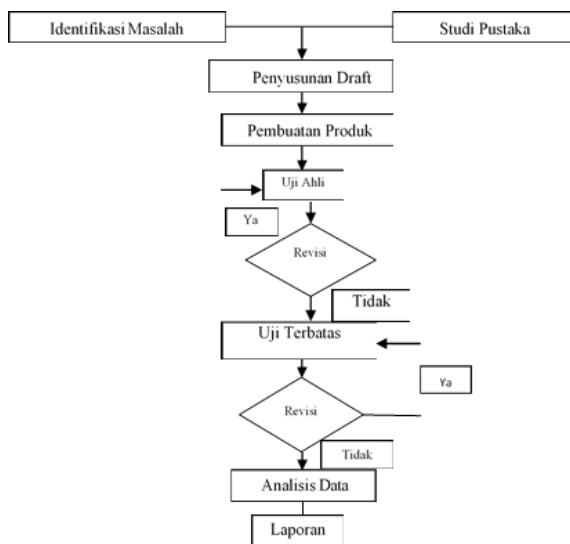 Identifikasi Masalah
Studi Pustaka
Penyusunan Draft
Pembuatan Produk
Uji Ahli
Ya
Revisi
Tidak
Uji Terbatas
Ya
Revisi
Tidak
Analisis Data
Laporan